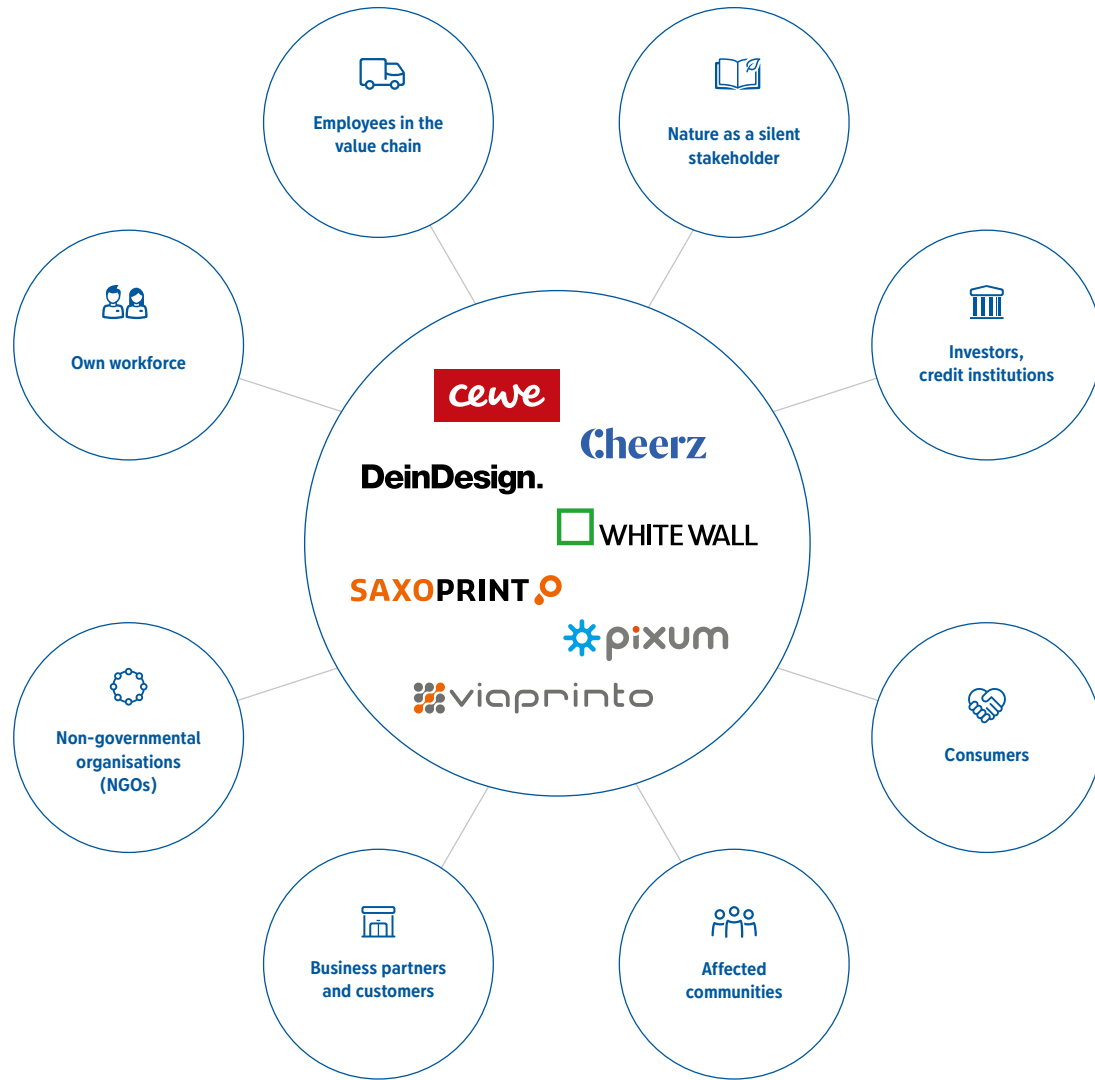 Employees in the
value chain
Nature as a silent
stakeholder
Own workforce
Investors,
credit institutions
cewe
Cheerz
DeinDesign.
WHITE WALL
SAXOPRINT
pixum
viaprinto
Non-governmental
organisations
(NGOs)
Consumers
Business partners
and customers
Affected
communities